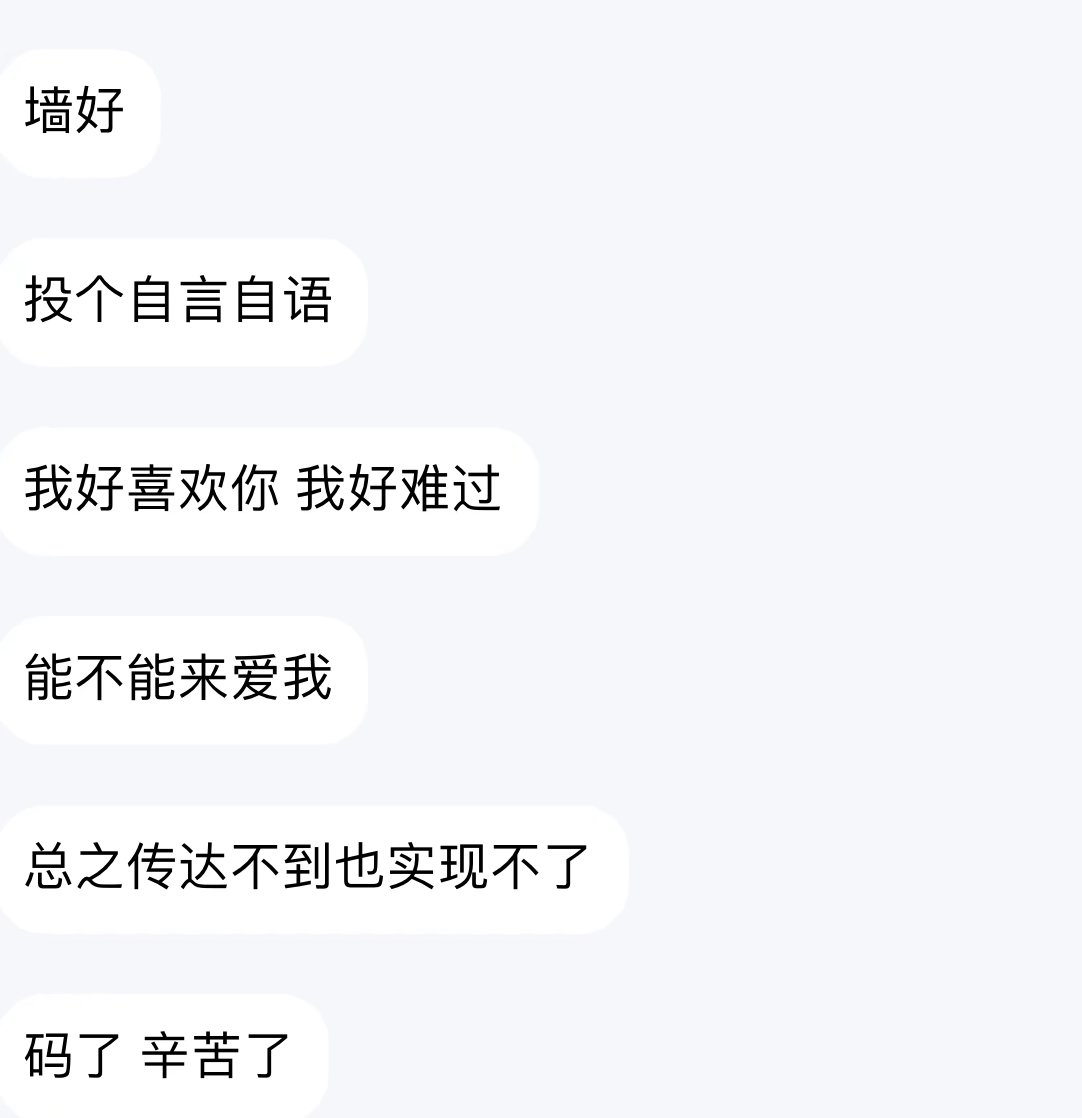 墙好
投个自言自语
我好喜欢你 我好难过
能不能来爱我
总之传达不到也实现不了
码了 辛苦了